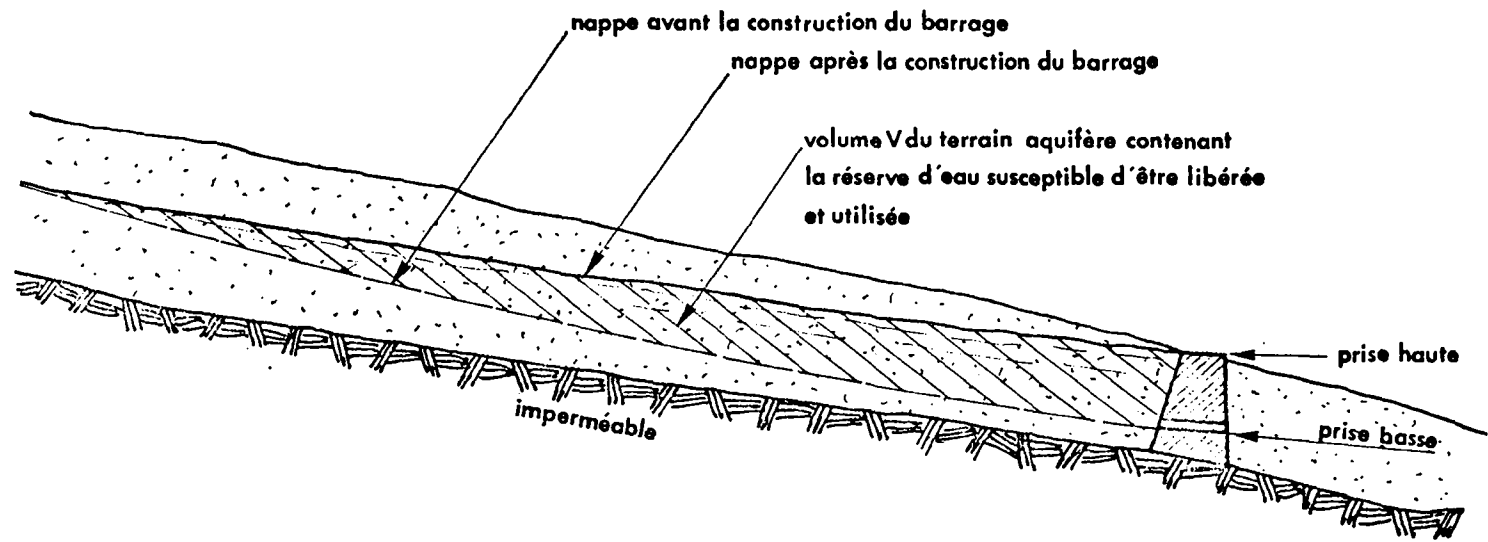 nappe avant la construction du barrage
nappe après la construction du barrage
volume V du terrain aquifère contenant
la réserve d'eau susceptible d'être libérée
et utilisée
prise haute
prise basse
imperméable